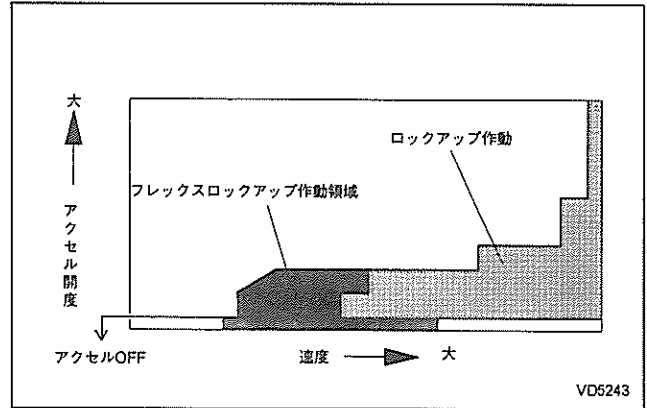 大
ロックアップ作動
フレックスロックアップ作動領域
アクセル開度
アクセルOFF
速度
大
VD5243